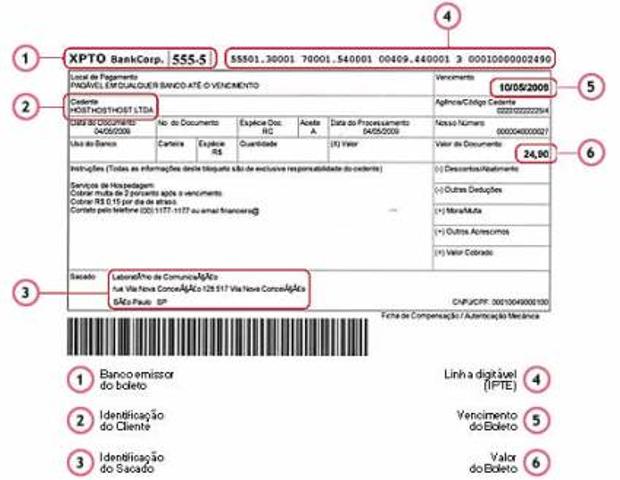 4
1 XPTO BankCorp. 555-5 55501.30001 70001.540001 00409.440001 3 00010000002490
Local de Pagamento
PAGÁVEL EM QUALQUER BANCO ATÉ O VENCIMENTO
Vencimento
10/05/2009 5
2 Cedente
HOSTHOSTHOST LTDA
Agência/Código Cedente
0222/2222225/4
Data do Documento No. do Documento Espécie Doc. Aceite Data do Processamento Nosso Número
04/05/2009 RC A 04/05/2009 0000040000027
Uso do Banco Carteira Espécie Quantidade (X) Valor Valor do Documento
R$ 24,90 6
Instruções (Todas as informações deste bloqueto são de exclusive responsabilidade do cedente)
(-) Descontos/Abatimento
Serviços de Hospedagem
Cobrar multa de 2 porcento após o vencimento
(-) Outras Deduções
Cobrar R$ 0,15 por dia de atraso
Contato pelo telefone (00) 1177-1177 ou email financeiro@
(+) Mora/Multa
(+) Outros Acrescimos
(+) Valor Cobrado
3 Sacado LaboratÃ³rio de ComunicaÃ§Ã£o
rua Vila Nova ConceiÃ§Ã£o 126 517 Vila Nova ConceiÃ§Ã£o
SÃ£o Paulo SP
CNPJ/CPF: 00010049000100
Ficha de Compensação / Autenticação Mecânica
1 Banco emissor
do boleto
Linha digitável
(IPTE) 4
2 Identificação
do Cliente
Vencimento
do Boleto 5
3 Identificação
do Sacado
Valor
do Boleto 6